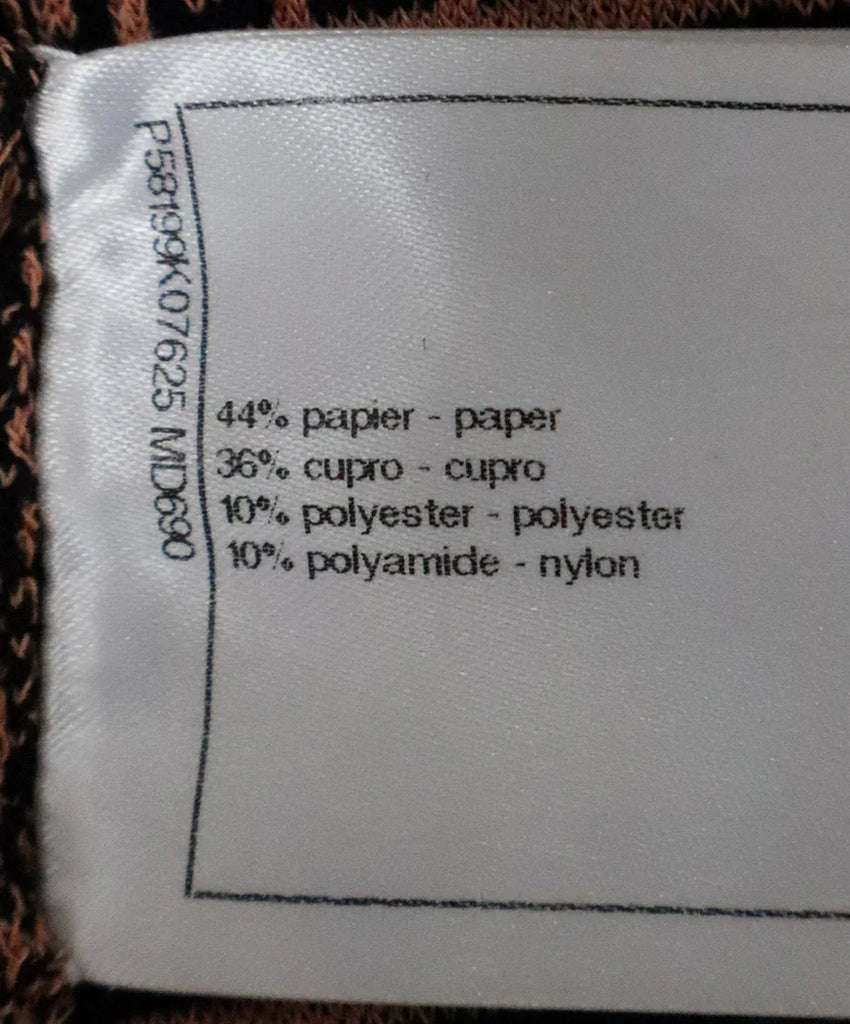 P58199K07625 MD690
44% papier - paper
36% cupro - cupro
10% polyester - polyester
10% polyamide - nylon